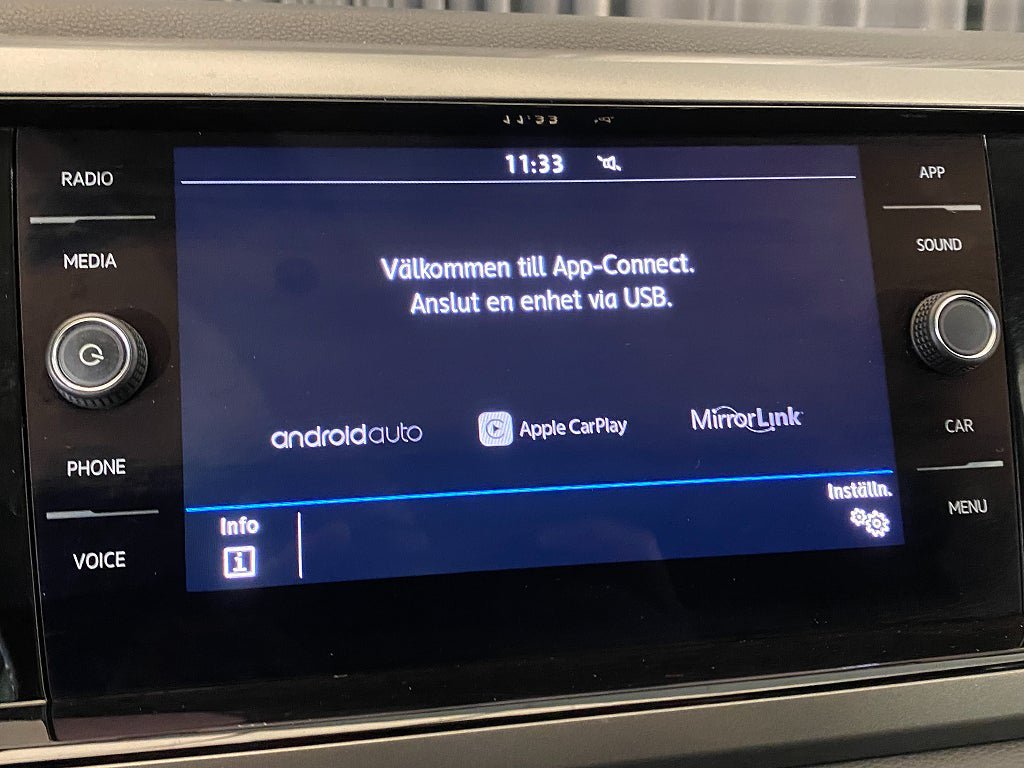 11:33
RADIO
MEDIA
PHONE
VOICE
Välkommen till App-Connect.
Anslut en enhet via USB.
androidauto
Apple CarPlay
MirrorLink
Info
i
Inställn.
APP
SOUND
CAR
MENU